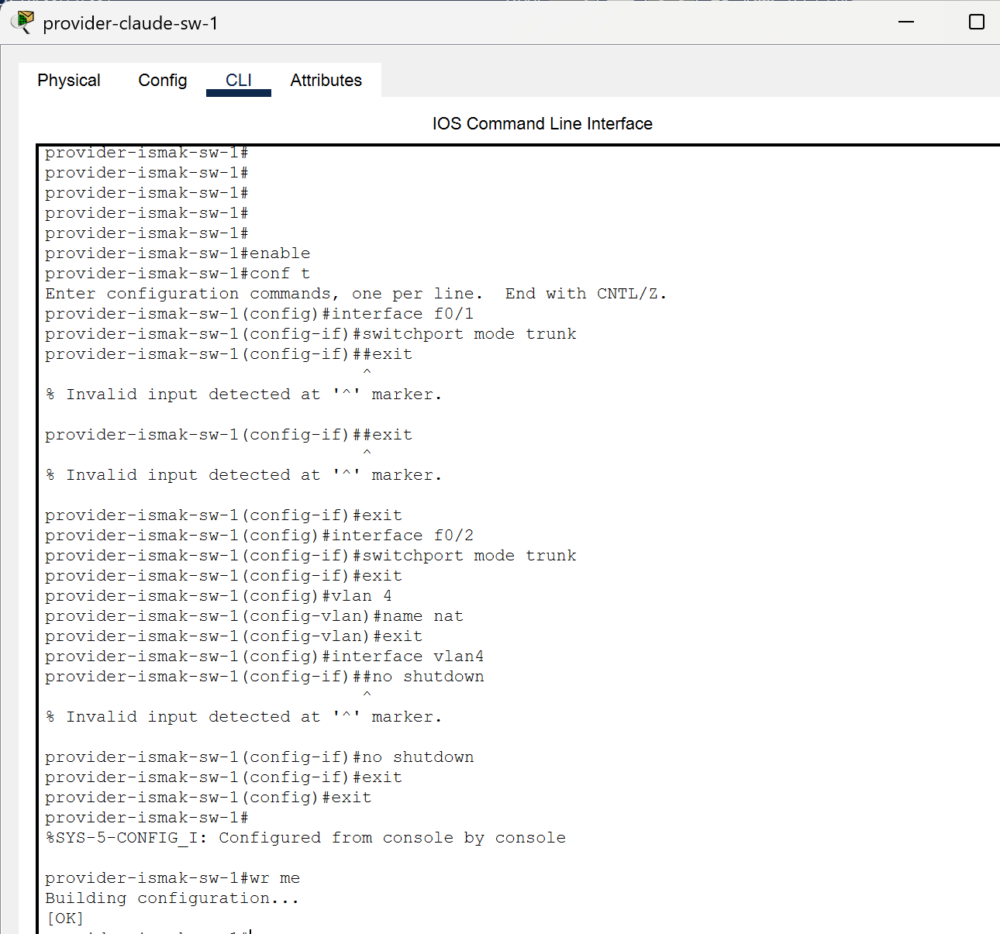 provider-claude-sw-1
Physical Config CLI Attributes
IOS Command Line Interface
provider-ismak-sw-1#
provider-ismak-sw-1#
provider-ismak-sw-1#
provider-ismak-sw-1#
provider-ismak-sw-1#
provider-ismak-sw-1#enable
provider-ismak-sw-1#conf t
Enter configuration commands, one per line.  End with CNTL/Z.
provider-ismak-sw-1(config)#interface f0/1
provider-ismak-sw-1(config-if)#switchport mode trunk
provider-ismak-sw-1(config-if)##exit
^
% Invalid input detected at '^' marker.
provider-ismak-sw-1(config-if)##exit
^
% Invalid input detected at '^' marker.
provider-ismak-sw-1(config-if)#exit
provider-ismak-sw-1(config)#interface f0/2
provider-ismak-sw-1(config-if)#switchport mode trunk
provider-ismak-sw-1(config-if)#exit
provider-ismak-sw-1(config)#vlan 4
provider-ismak-sw-1(config-vlan)#name nat
provider-ismak-sw-1(config-vlan)#exit
provider-ismak-sw-1(config)#interface vlan4
provider-ismak-sw-1(config-if)##no shutdown
^
% Invalid input detected at '^' marker.
provider-ismak-sw-1(config-if)#no shutdown
provider-ismak-sw-1(config-if)#exit
provider-ismak-sw-1(config)#exit
provider-ismak-sw-1#
%SYS-5-CONFIG_I: Configured from console by console
provider-ismak-sw-1#wr me
Building configuration...
[OK]